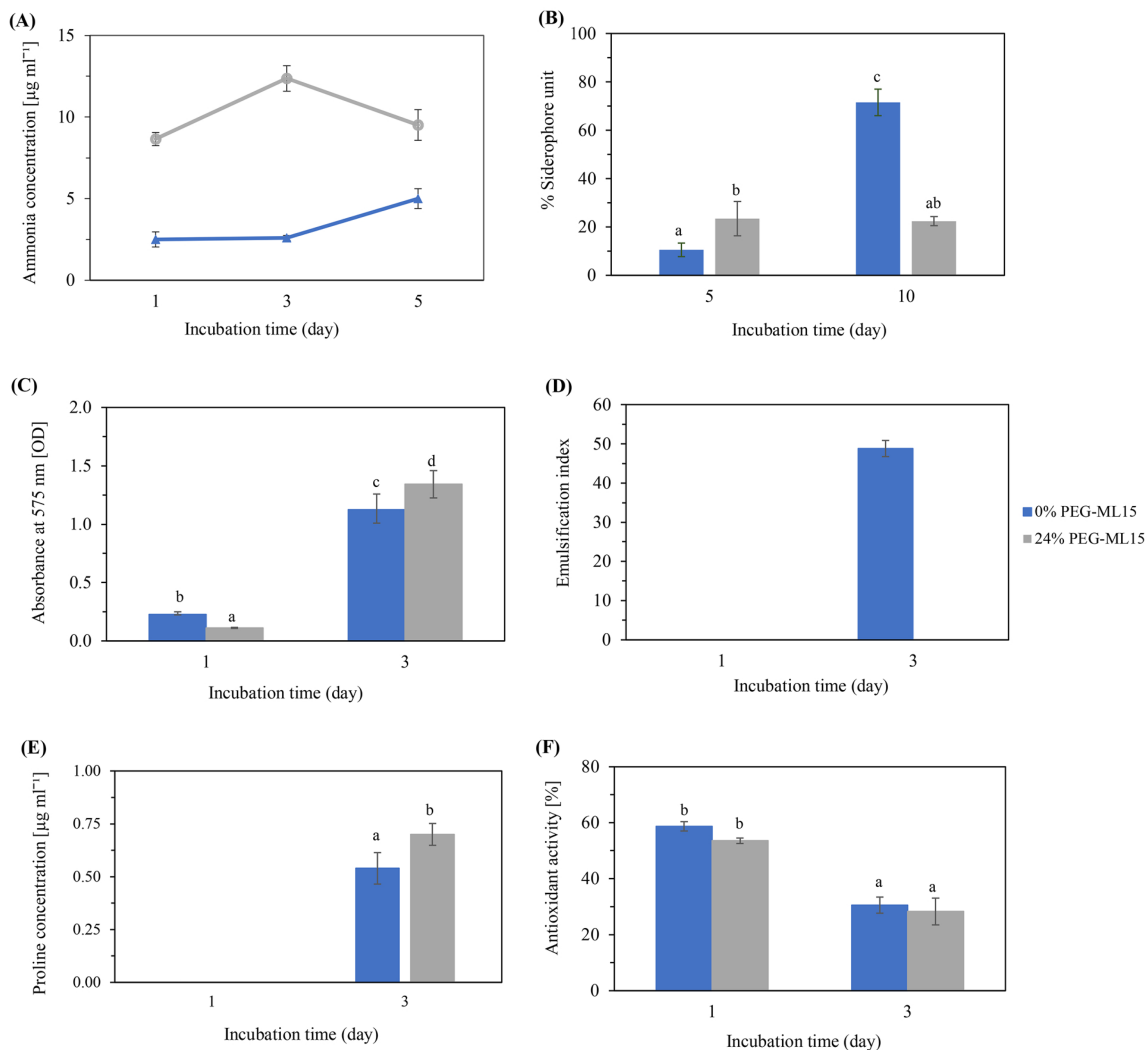 (A)
Ammonia concentration [µg ml⁻¹]
15
10
5
0
1 3 5
Incubation time (day)
(B)
% Siderophore unit
100
80
60
40
20
0
a
b
c
ab
5 10
Incubation time (day)
(C)
Absorbance at 575 nm [OD]
2.0
1.5
1.0
0.5
0.0
b
a
c
d
1 3
Incubation time (day)
(D)
Emulsification index
60
50
40
30
20
10
0
1 3
Incubation time (day)
0% PEG-ML15
24% PEG-ML15
(E)
Proline concentration [µg ml⁻¹]
1.00
0.75
0.50
0.25
0.00
a
b
1 3
Incubation time (day)
(F)
Antioxidant activity [%]
80
60
40
20
0
b
b
a
a
1 3
Incubation time (day)